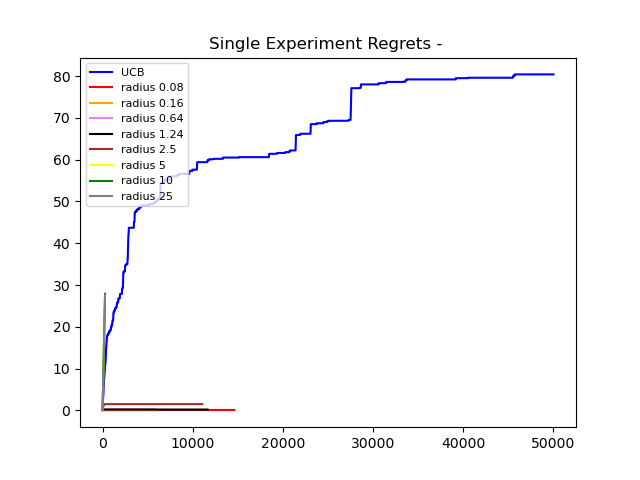 Single Experiment Regrets -
UCB
radius 0.08
radius 0.16
radius 0.64
radius 1.24
radius 2.5
radius 5
radius 10
radius 25
80
70
60
50
40
30
20
10
0
0 10000 20000 30000 40000 50000